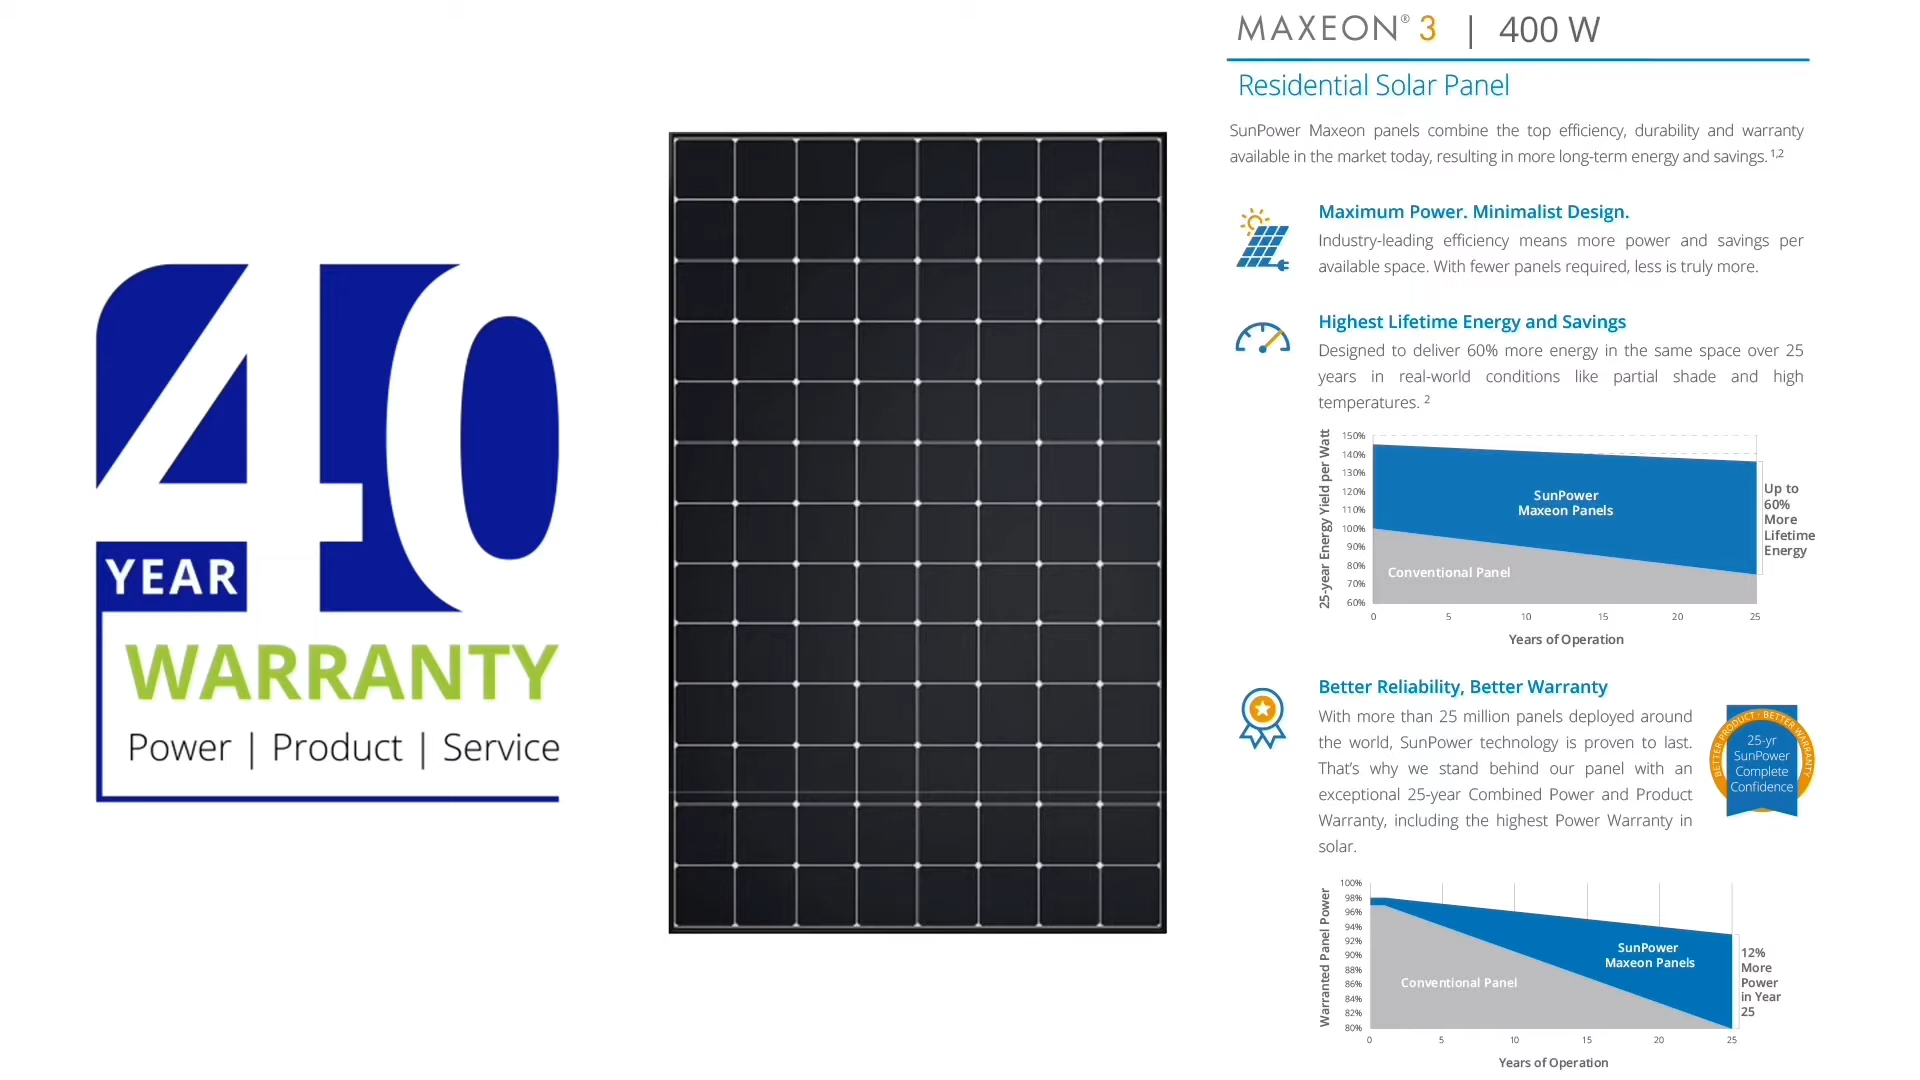 40
YEAR
WARRANTY
Power | Product | Service
MAXEON® 3 | 400 W
Residential Solar Panel
SunPower Maxeon panels combine the top efficiency, durability and warranty
available in the market today, resulting in more long-term energy and savings. 1,2
Maximum Power. Minimalist Design.
Industry-leading efficiency means more power and savings per
available space. With fewer panels required, less is truly more.
Highest Lifetime Energy and Savings
Designed to deliver 60% more energy in the same space over 25
years in real-world conditions like partial shade and high
temperatures. 2
25-year Energy Yield per Watt
150%
140%
130%
120%
110%
100%
90%
80%
70%
60%
SunPower
Maxeon Panels
Conventional Panel
Up to
60%
More
Lifetime
Energy
0 5 10 15 20 25
Years of Operation
Better Reliability, Better Warranty
With more than 25 million panels deployed around
the world, SunPower technology is proven to last.
That's why we stand behind our panel with an
exceptional 25-year Combined Power and Product
Warranty, including the highest Power Warranty in
solar.
BETTER PRODUCT · BETTER WARRANTY
25-yr
SunPower
Complete
Confidence
Warranted Panel Power
100%
98%
96%
94%
92%
90%
88%
86%
84%
82%
80%
SunPower
Maxeon Panels
Conventional Panel
12%
More
Power
in Year
25
0 5 10 15 20 25
Years of Operation